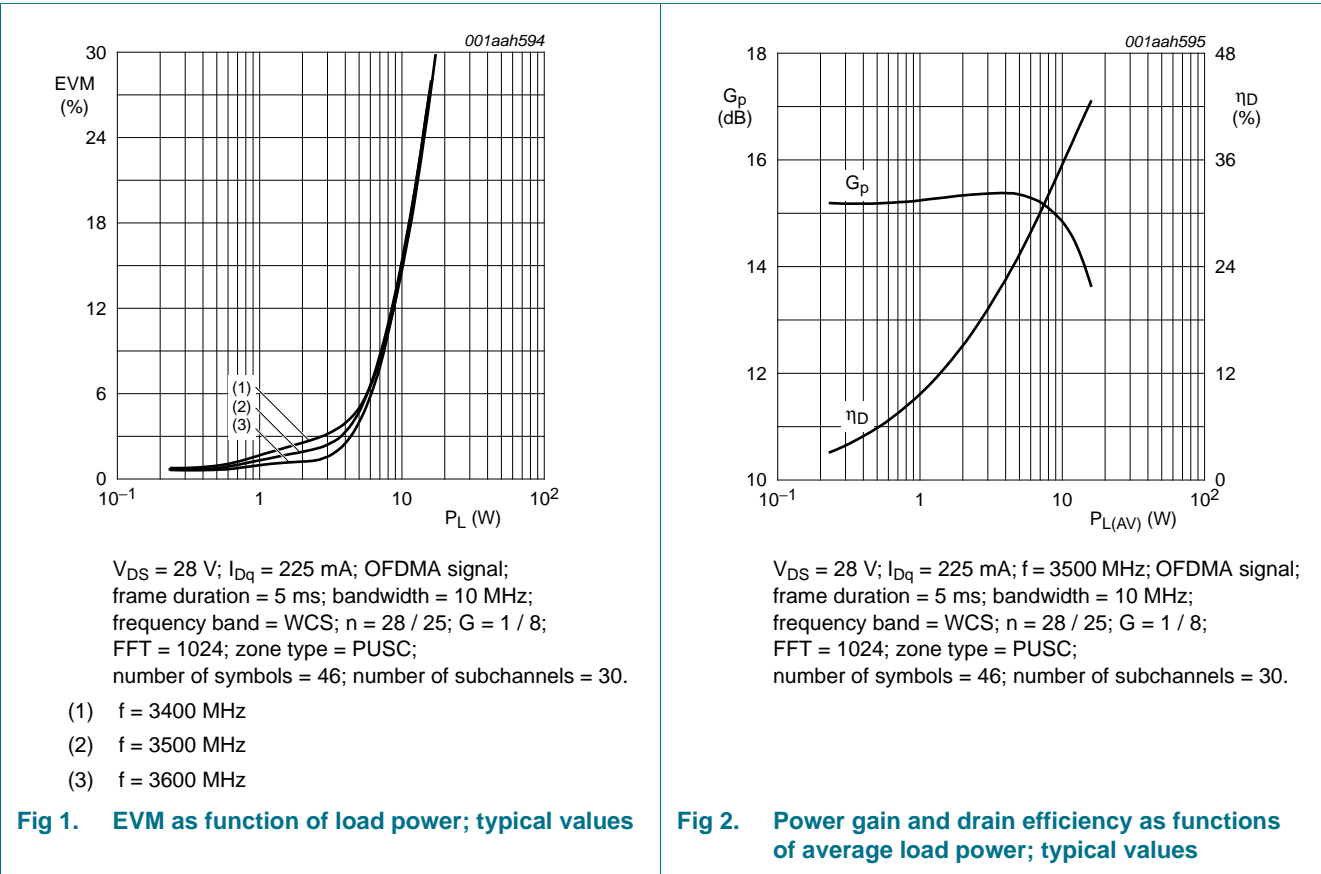 001aah594
EVM
(%)
30
24
18
12
6
0
(1)
(2)
(3)
10⁻¹ 1 10 10²
P_L (W)
V_DS = 28 V; I_Dq = 225 mA; OFDMA signal;
frame duration = 5 ms; bandwidth = 10 MHz;
frequency band = WCS; n = 28 / 25; G = 1 / 8;
FFT = 1024; zone type = PUSC;
number of symbols = 46; number of subchannels = 30.
(1) f = 3400 MHz
(2) f = 3500 MHz
(3) f = 3600 MHz
Fig 1. EVM as function of load power; typical values
001aah595
G_p
(dB)
18
16
14
12
10
η_D
(%)
48
36
24
12
0
G_p
η_D
10⁻¹ 1 10 10²
P_L(AV) (W)
V_DS = 28 V; I_Dq = 225 mA; f = 3500 MHz; OFDMA signal;
frame duration = 5 ms; bandwidth = 10 MHz;
frequency band = WCS; n = 28 / 25; G = 1 / 8;
FFT = 1024; zone type = PUSC;
number of symbols = 46; number of subchannels = 30.
Fig 2. Power gain and drain efficiency as functions
of average load power; typical values